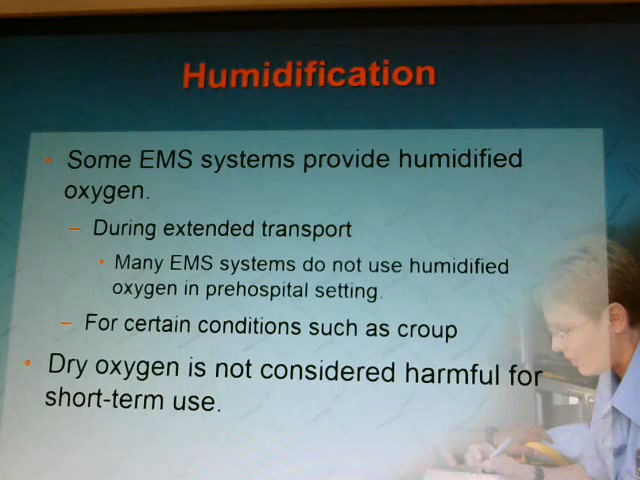 Humidification
• Some EMS systems provide humidified
oxygen.
– During extended transport
• Many EMS systems do not use humidified
oxygen in prehospital setting.
– For certain conditions such as croup
• Dry oxygen is not considered harmful for
short-term use.